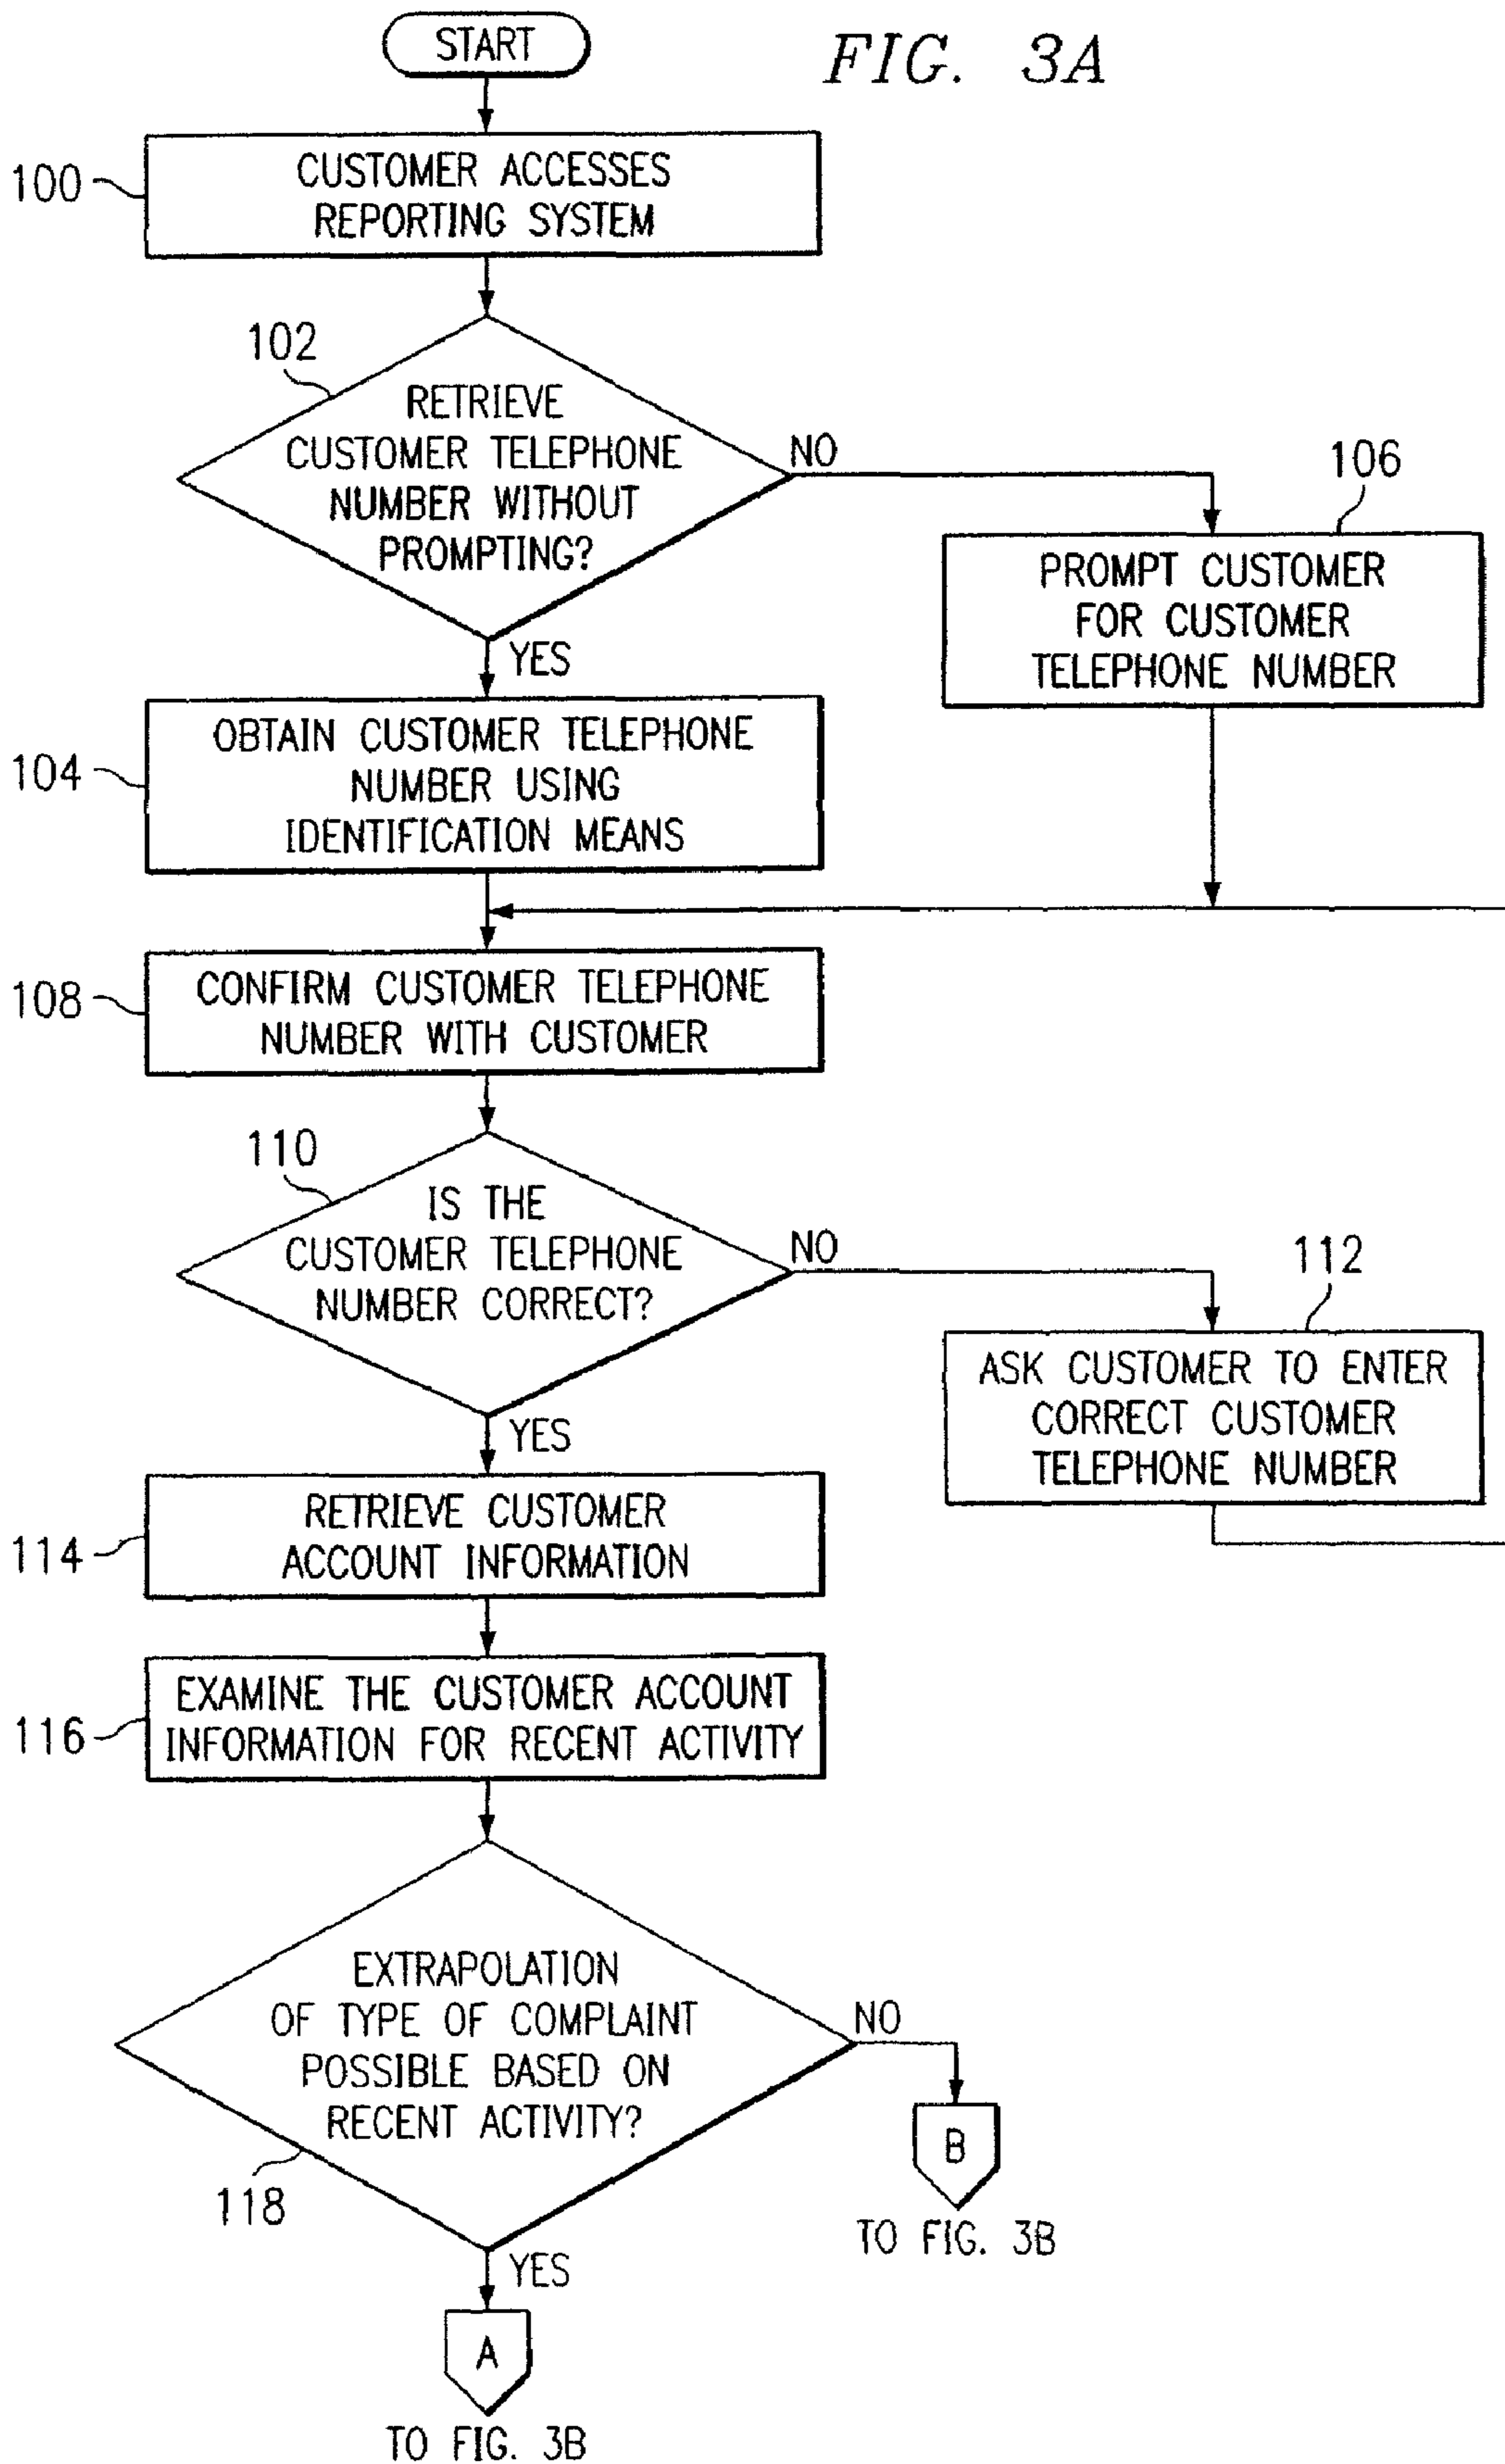 START
FIG. 3A
100
CUSTOMER ACCESSES
REPORTING SYSTEM
102
RETRIEVE
CUSTOMER TELEPHONE
NUMBER WITHOUT
PROMPTING?
NO
106
PROMPT CUSTOMER
FOR CUSTOMER
TELEPHONE NUMBER
YES
104
OBTAIN CUSTOMER TELEPHONE
NUMBER USING
IDENTIFICATION MEANS
108
CONFIRM CUSTOMER TELEPHONE
NUMBER WITH CUSTOMER
110
IS THE
CUSTOMER TELEPHONE
NUMBER CORRECT?
NO
112
ASK CUSTOMER TO ENTER
CORRECT CUSTOMER
TELEPHONE NUMBER
YES
114
RETRIEVE CUSTOMER
ACCOUNT INFORMATION
116
EXAMINE THE CUSTOMER ACCOUNT
INFORMATION FOR RECENT ACTIVITY
EXTRAPOLATION
OF TYPE OF COMPLAINT
POSSIBLE BASED ON
RECENT ACTIVITY?
118
NO
B
TO FIG. 3B
YES
A
TO FIG. 3B